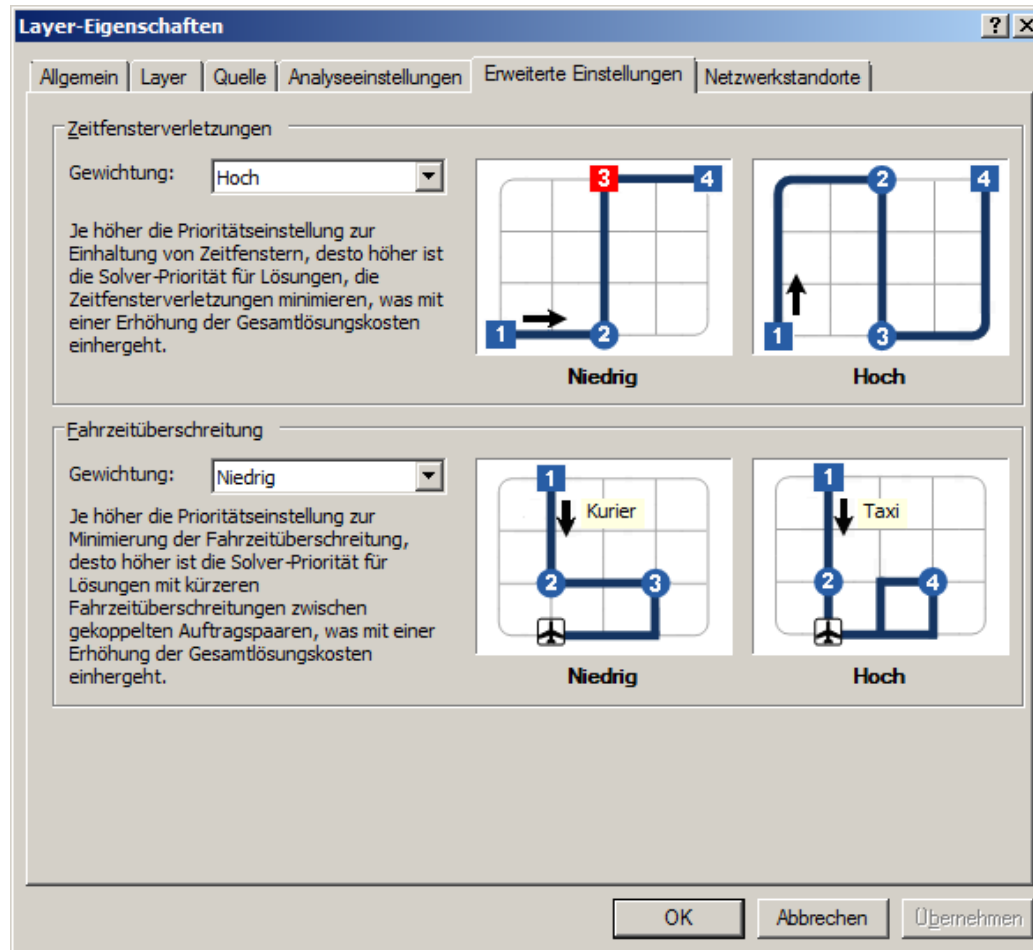 Layer-Eigenschaften
Allgemein Layer Quelle Analyseeinstellungen Erweiterte Einstellungen Netzwerkstandorte
Zeitfensterverletzungen
Gewichtung: Hoch
Je höher die Prioritätseinstellung zur
Einhaltung von Zeitfenstern, desto höher ist
die Solver-Priorität für Lösungen, die
Zeitfensterverletzungen minimieren, was mit
einer Erhöhung der Gesamtlösungskosten
einhergeht.
3 4
1 2
Niedrig
2 4
1 3
Hoch
Fahrzeitüberschreitung
Gewichtung: Niedrig
Je höher die Prioritätseinstellung zur
Minimierung der Fahrzeitüberschreitung,
desto höher ist die Solver-Priorität für
Lösungen mit kürzeren
Fahrzeitüberschreitungen zwischen
gekoppelten Auftragspaaren, was mit einer
Erhöhung der Gesamtlösungskosten
einhergeht.
1
Kurier
2 3
Niedrig
1
Taxi
2 4
Hoch
OK Abbrechen Übernehmen